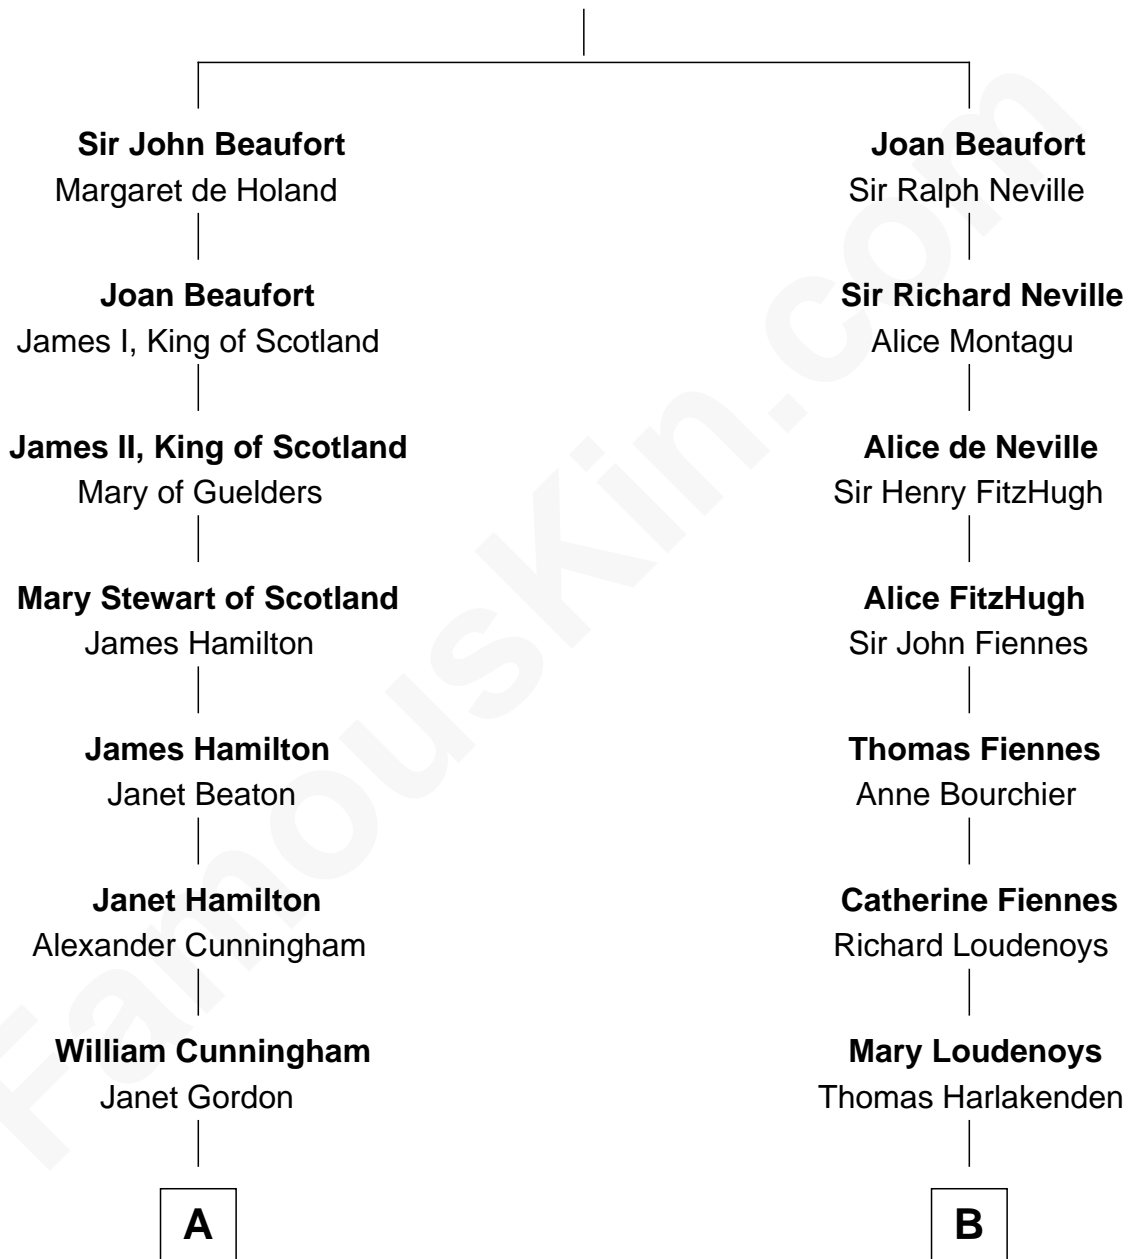 Sir John Beaufort
Margaret de Holand
Joan Beaufort
James I, King of Scotland
James II, King of Scotland
Mary of Guelders
Mary Stewart of Scotland
James Hamilton
James Hamilton
Janet Beaton
Janet Hamilton
Alexander Cunningham
William Cunningham
Janet Gordon
A
Joan Beaufort
Sir Ralph Neville
Sir Richard Neville
Alice Montagu
Alice de Neville
Sir Henry FitzHugh
Alice FitzHugh
Sir John Fiennes
Thomas Fiennes
Anne Bourchier
Catherine Fiennes
Richard Loudenoys
Mary Loudenoys
Thomas Harlakenden
B
FamousKin.com